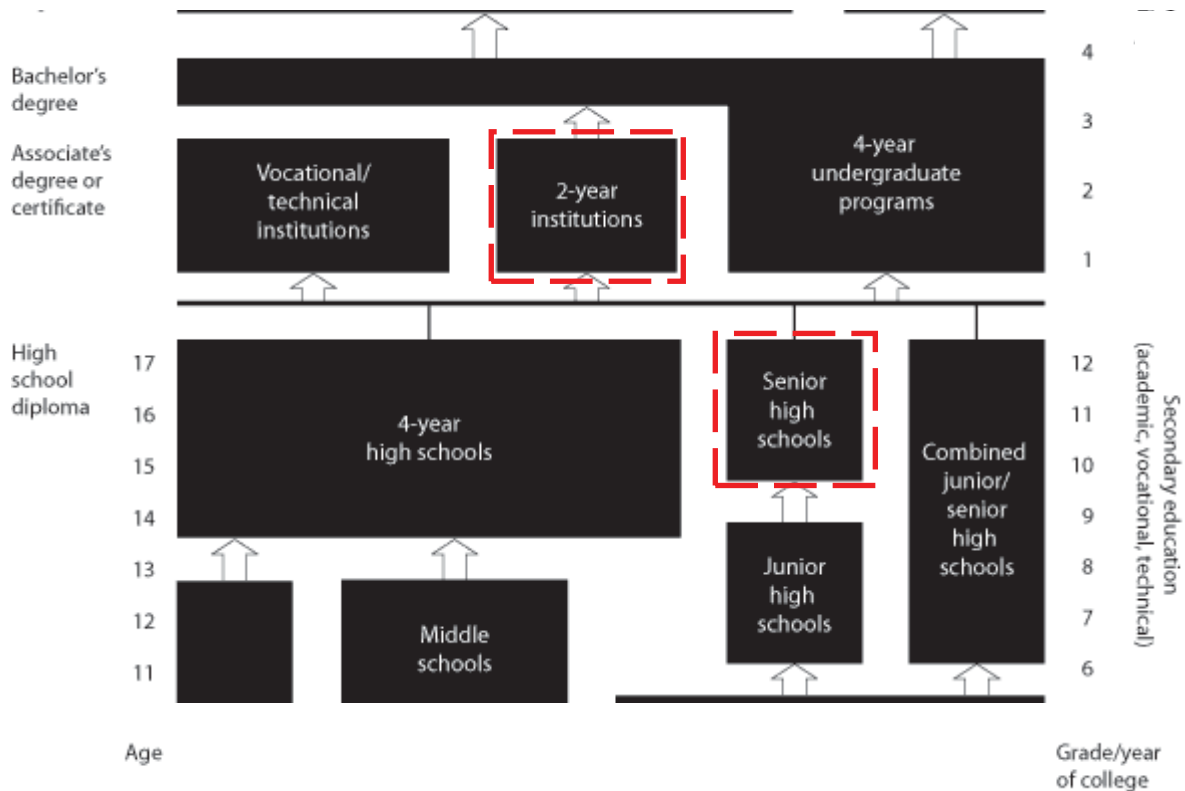 Bachelor's
degree
Associate's
degree or
certificate
Vocational/
technical
institutions
2-year
institutions
4-year
undergraduate
programs
4
3
2
1
High
school
diploma
17
16
15
14
13
12
11
4-year
high schools
Senior
high
schools
Combined
junior/
senior
high
schools
Junior
high
schools
Middle
schools
12
11
10
9
8
7
6
Secondary education
(academic, vocational, technical)
Age
Grade/year
of college